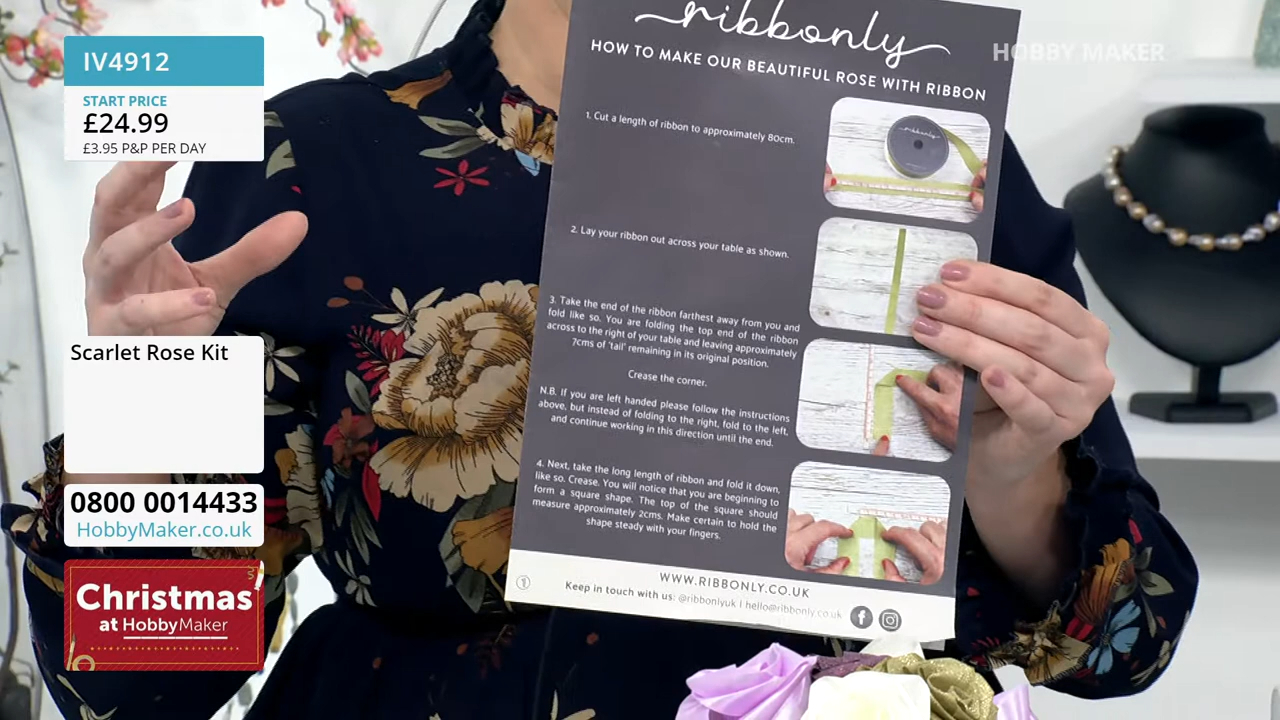 IV4912
START PRICE
£24.99
£3.95 P&P PER DAY
Scarlet Rose Kit
0800 0014433
HobbyMaker.co.uk
Christmas
at HobbyMaker
HOBBY MAKER
ribbonly
HOW TO MAKE OUR BEAUTIFUL ROSE WITH RIBBON
1. Cut a length of ribbon to approximately 80cm.
ribbonly
2. Lay your ribbon out across your table as shown.
3. Take the end of the ribbon farthest away from you and
fold like so. You are folding the top end of the ribbon
across to the right of your table and leaving approximately
7cms of 'tail' remaining in its original position.
Crease the corner.
N.B. If you are left handed please follow the instructions
above, but instead of folding to the right, fold to the left,
and continue working in this direction until the end.
4. Next, take the long length of ribbon and fold it down,
like so. Crease. You will notice that you are beginning to
form a square shape. The top of the square should
measure approximately 2cms. Make certain to hold the
shape steady with your fingers.
1
WWW.RIBBONLY.CO.UK
Keep in touch with us: @ribbonlyuk | hello@ribbonly.co.uk